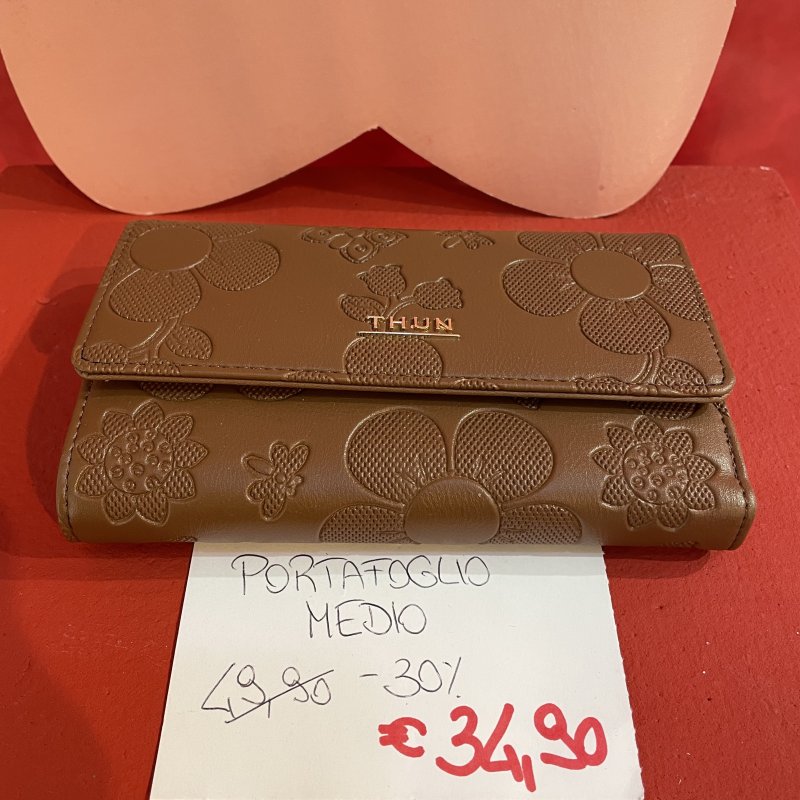 THUN
PORTAFOGLIO
MEDIO
49,90 -30%
€ 34,90